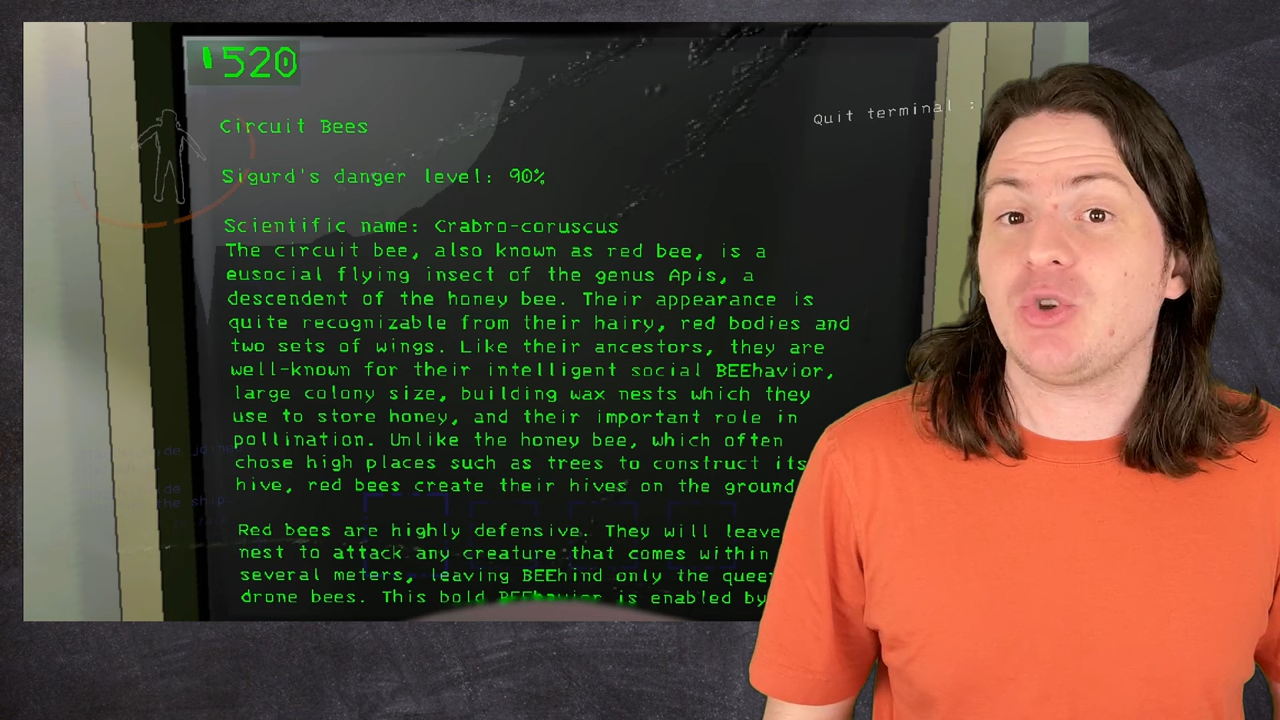 ▮520
Quit terminal :
Circuit Bees
Sigurd's danger level: 90%
Scientific name: Crabro-coruscus
The circuit bee, also known as red bee, is a
eusocial flying insect of the genus Apis, a
descendent of the honey bee. Their appearance is
quite recognizable from their hairy, red bodies and
two sets of wings. Like their ancestors, they are
well-known for their intelligent social BEEhavior,
large colony size, building wax nests which they
use to store honey, and their important role in
pollination. Unlike the honey bee, which often
chose high places such as trees to construct its
hive, red bees create their hives on the ground
Red bees are highly defensive. They will leave
nest to attack any creature that comes within
several meters, leaving BEEhind only the queen
drone bees. This bold BEEhavior is enabled by